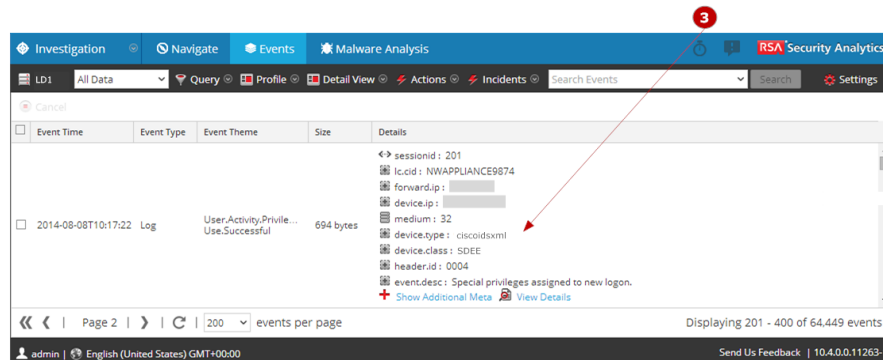 3
Investigation Navigate Events Malware Analysis RSA Security Analytics
LD1 All Data Query Profile Detail View Actions Incidents Search Events Search Settings
Cancel
Event Time Event Type Event Theme Size Details
sessionid : 201
lc.cid : NWAPPLIANCE9874
forward.ip :
device.ip :
2014-08-08T10:17:22 Log User.Activity.Privile... 694 bytes medium : 32
Use.Successful device.type : ciscoidsxml
device.class : SDEE
header.id : 0004
event.desc : Special privileges assigned to new logon.
Show Additional Meta View Details
Page 2 | 200 events per page Displaying 201 - 400 of 64,449 events
admin | English (United States) GMT+00:00 Send Us Feedback | 10.4.0.0.11263-